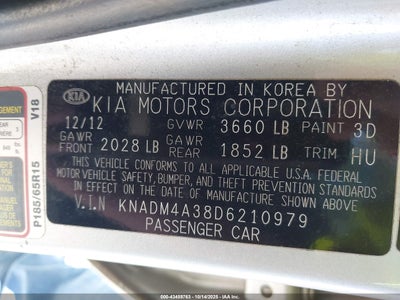 MANUFACTURED IN KOREA BY
KIA KIA MOTORS CORPORATION
12/12 GVWR 3660 LB PAINT 3D
GAWR FRONT 2028 LB GAWR REAR 1852 LB TRIM HU
THIS VEHICLE CONFORMS TO ALL APPLICABLE U.S.A. FEDERAL
MOTOR VEHICLE SAFETY, BUMPER, AND THEFT PREVENTION
STANDARDS IN EFFECT ON THE DATE OF MANUFACTURE SHOWN
ABOVE.
V.I.N KNADM4A38D6210979
PASSENGER CAR
P185/65R15 V18
© 43458763 - 10/14/2025 - IAAI.COM